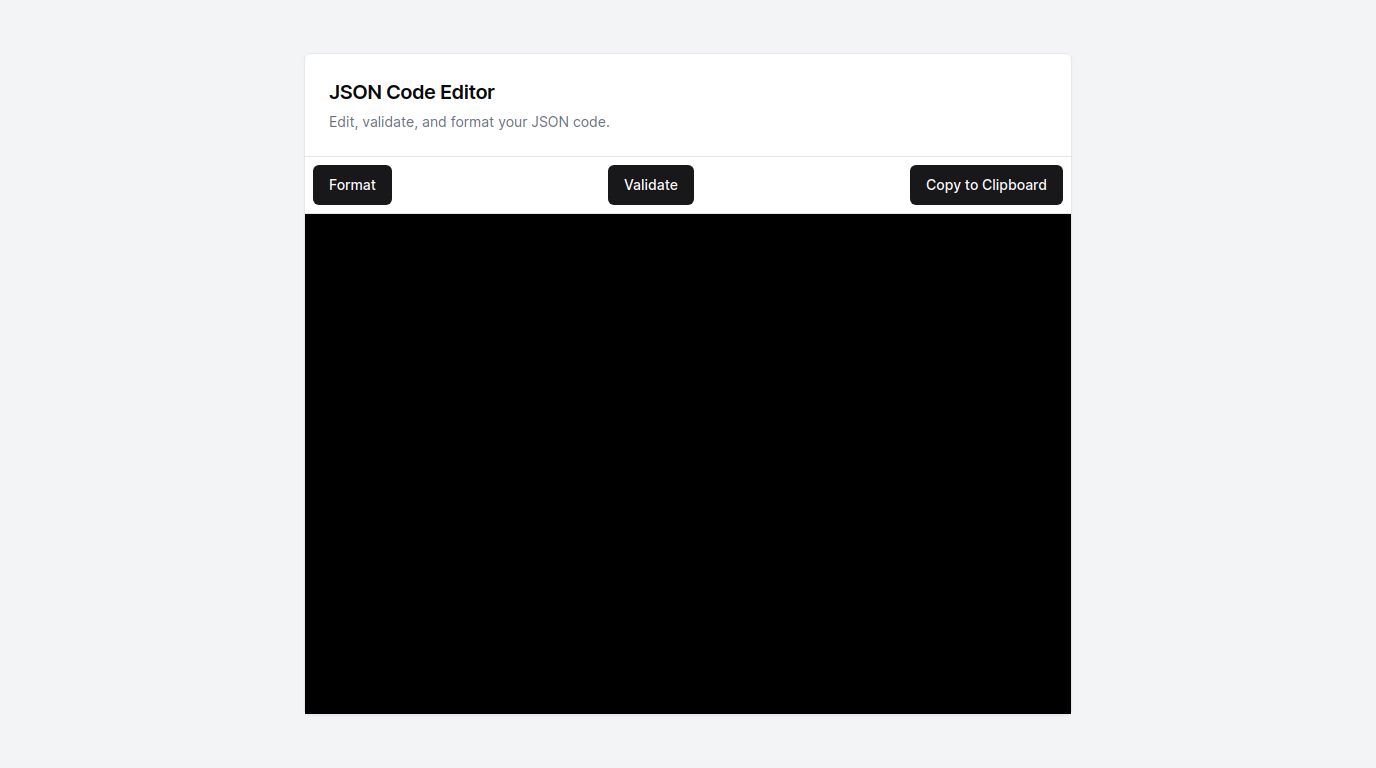 JSON Code Editor
Edit, validate, and format your JSON code.
Format
Validate
Copy to Clipboard